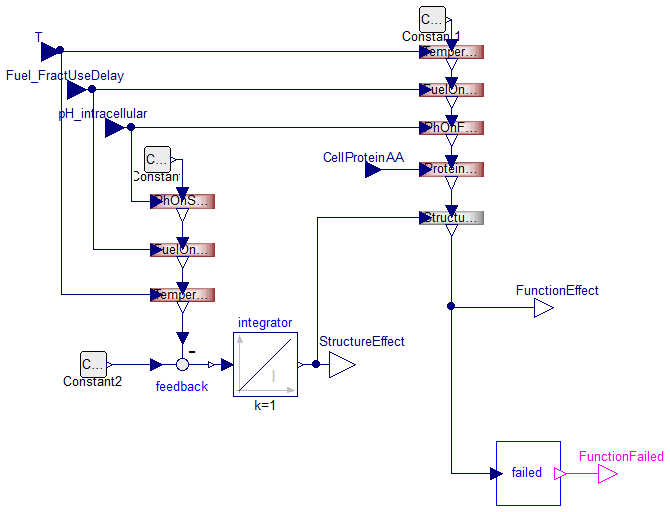 C...
Constant1
T
Temper...
Fuel_FractUseDelay
FuelOn...
pH_intracellular
PhOnF...
C...
Constant
CellProteinAA
Protein...
PhOnS...
Structu...
FuelOn...
Temper...
FunctionEffect
integrator
StructureEffect
C...
Constant2
-
feedback
I
k=1
failed
FunctionFailed